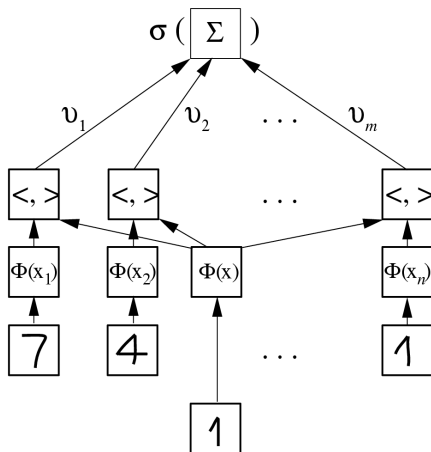 σ ( Σ )
υ₁ υ₂ . . . υₘ
<, > <, > . . . <, >
Φ(x₁) Φ(x₂) Φ(x) Φ(xₙ)
7 4 . . . 1
1